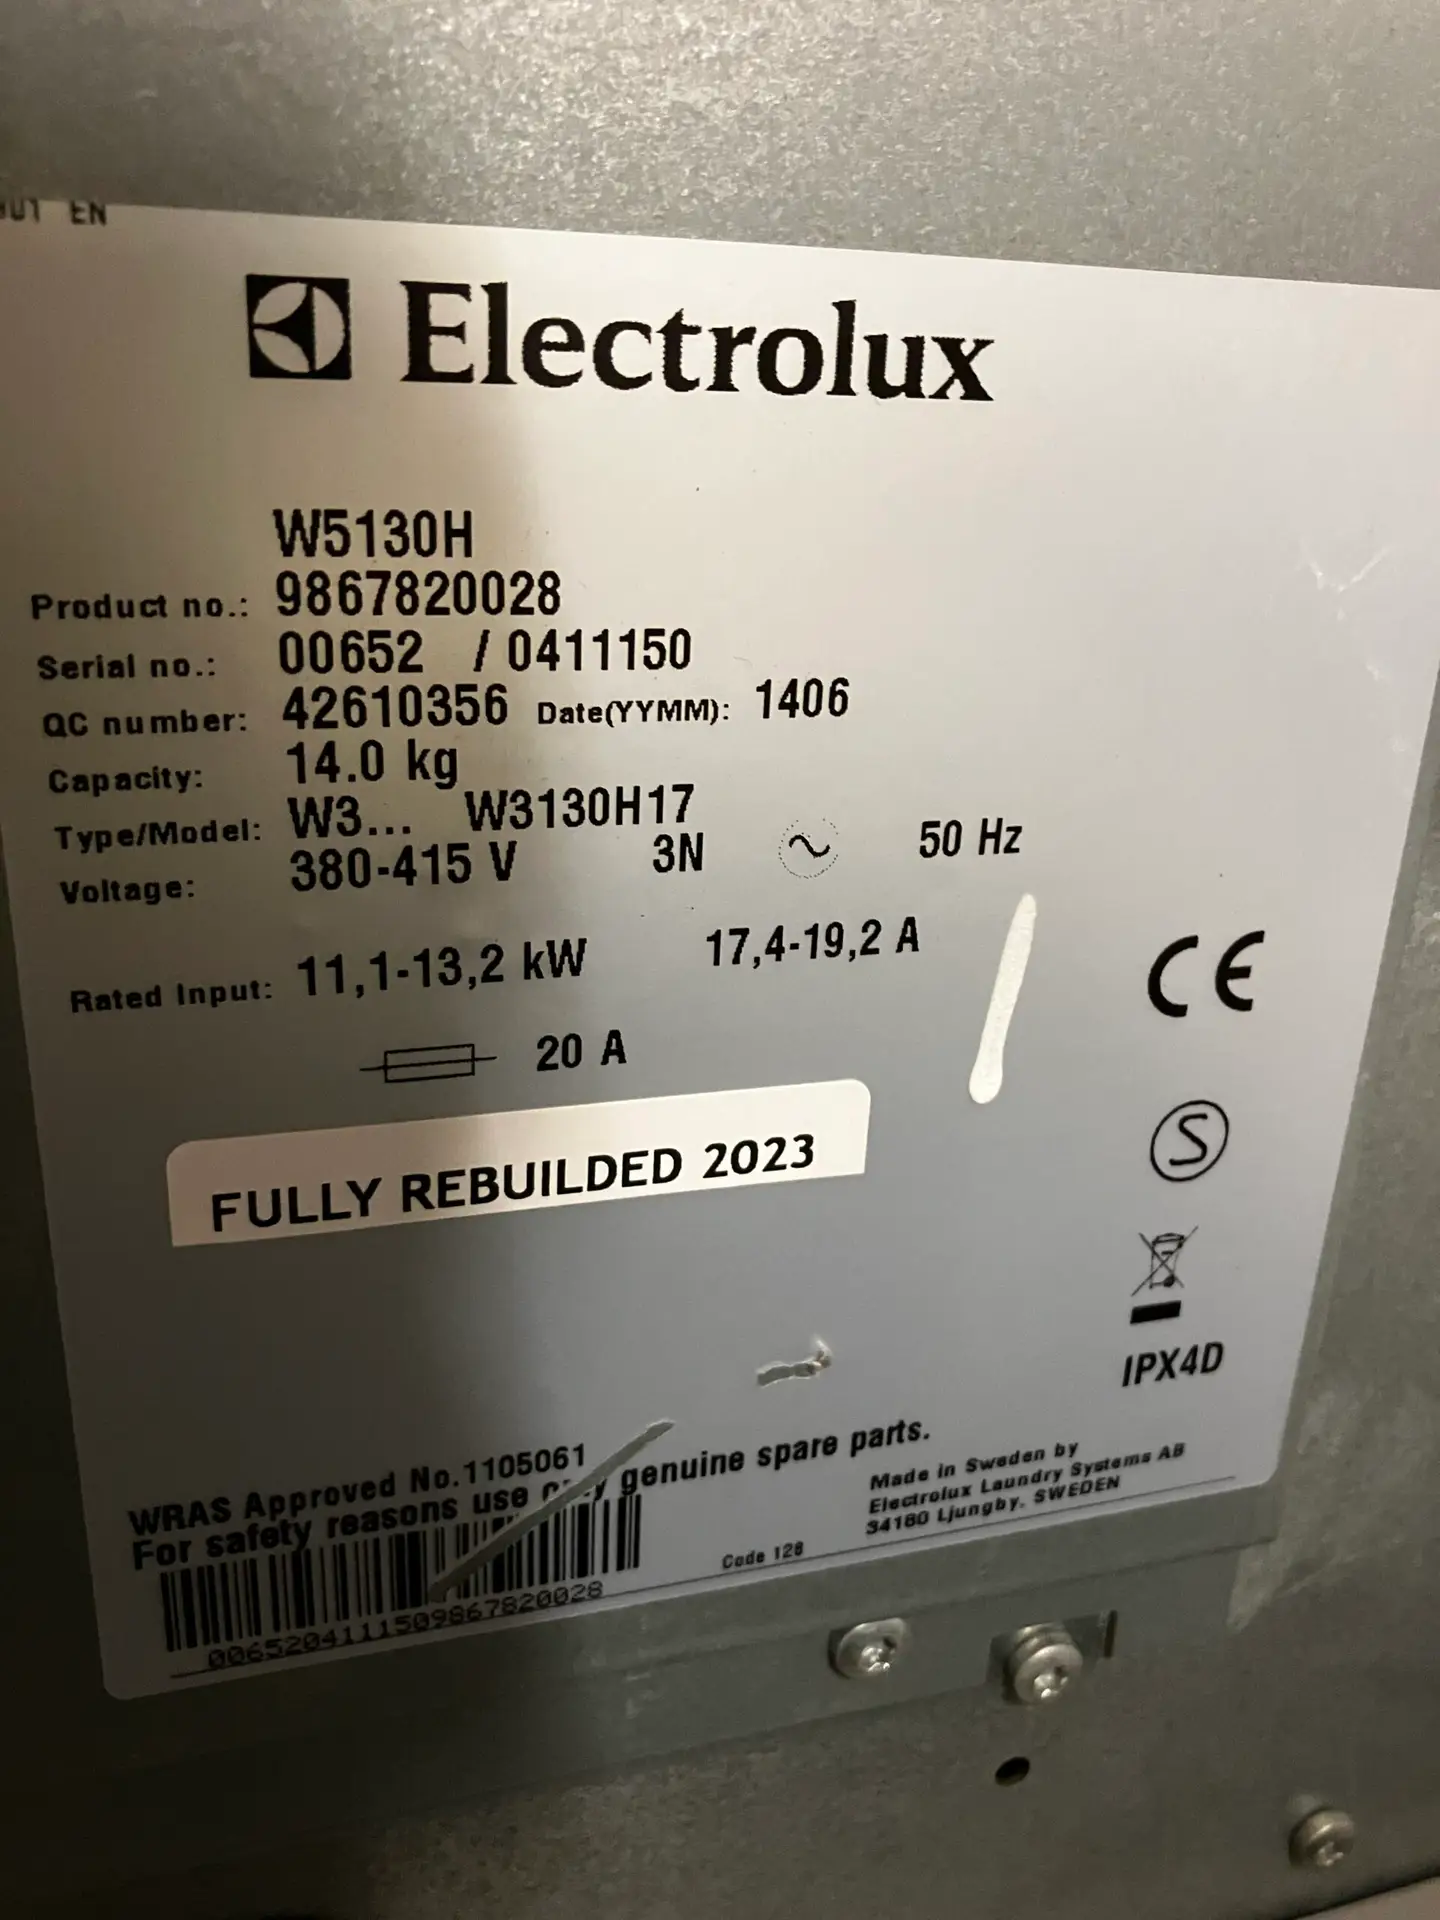 EN
Electrolux
W5130H
Product no.: 9867820028
Serial no.: 00652 / 0411150
QC number: 42610356 Date(YYMM): 1406
Capacity: 14.0 kg
Type/Model: W3... W3130H17
Voltage: 380-415 V 3N ~ 50 Hz
Rated Input: 11,1-13,2 kW 17,4-19,2 A
20 A
CE
FULLY REBUILDED 2023
S
IPX4D
WRAS Approved No.1105061
For safety reasons use only genuine spare parts.
Made in Sweden by
Electrolux Laundry Systems AB
34180 Ljungby, SWEDEN
Code 128
0065204111509867820028